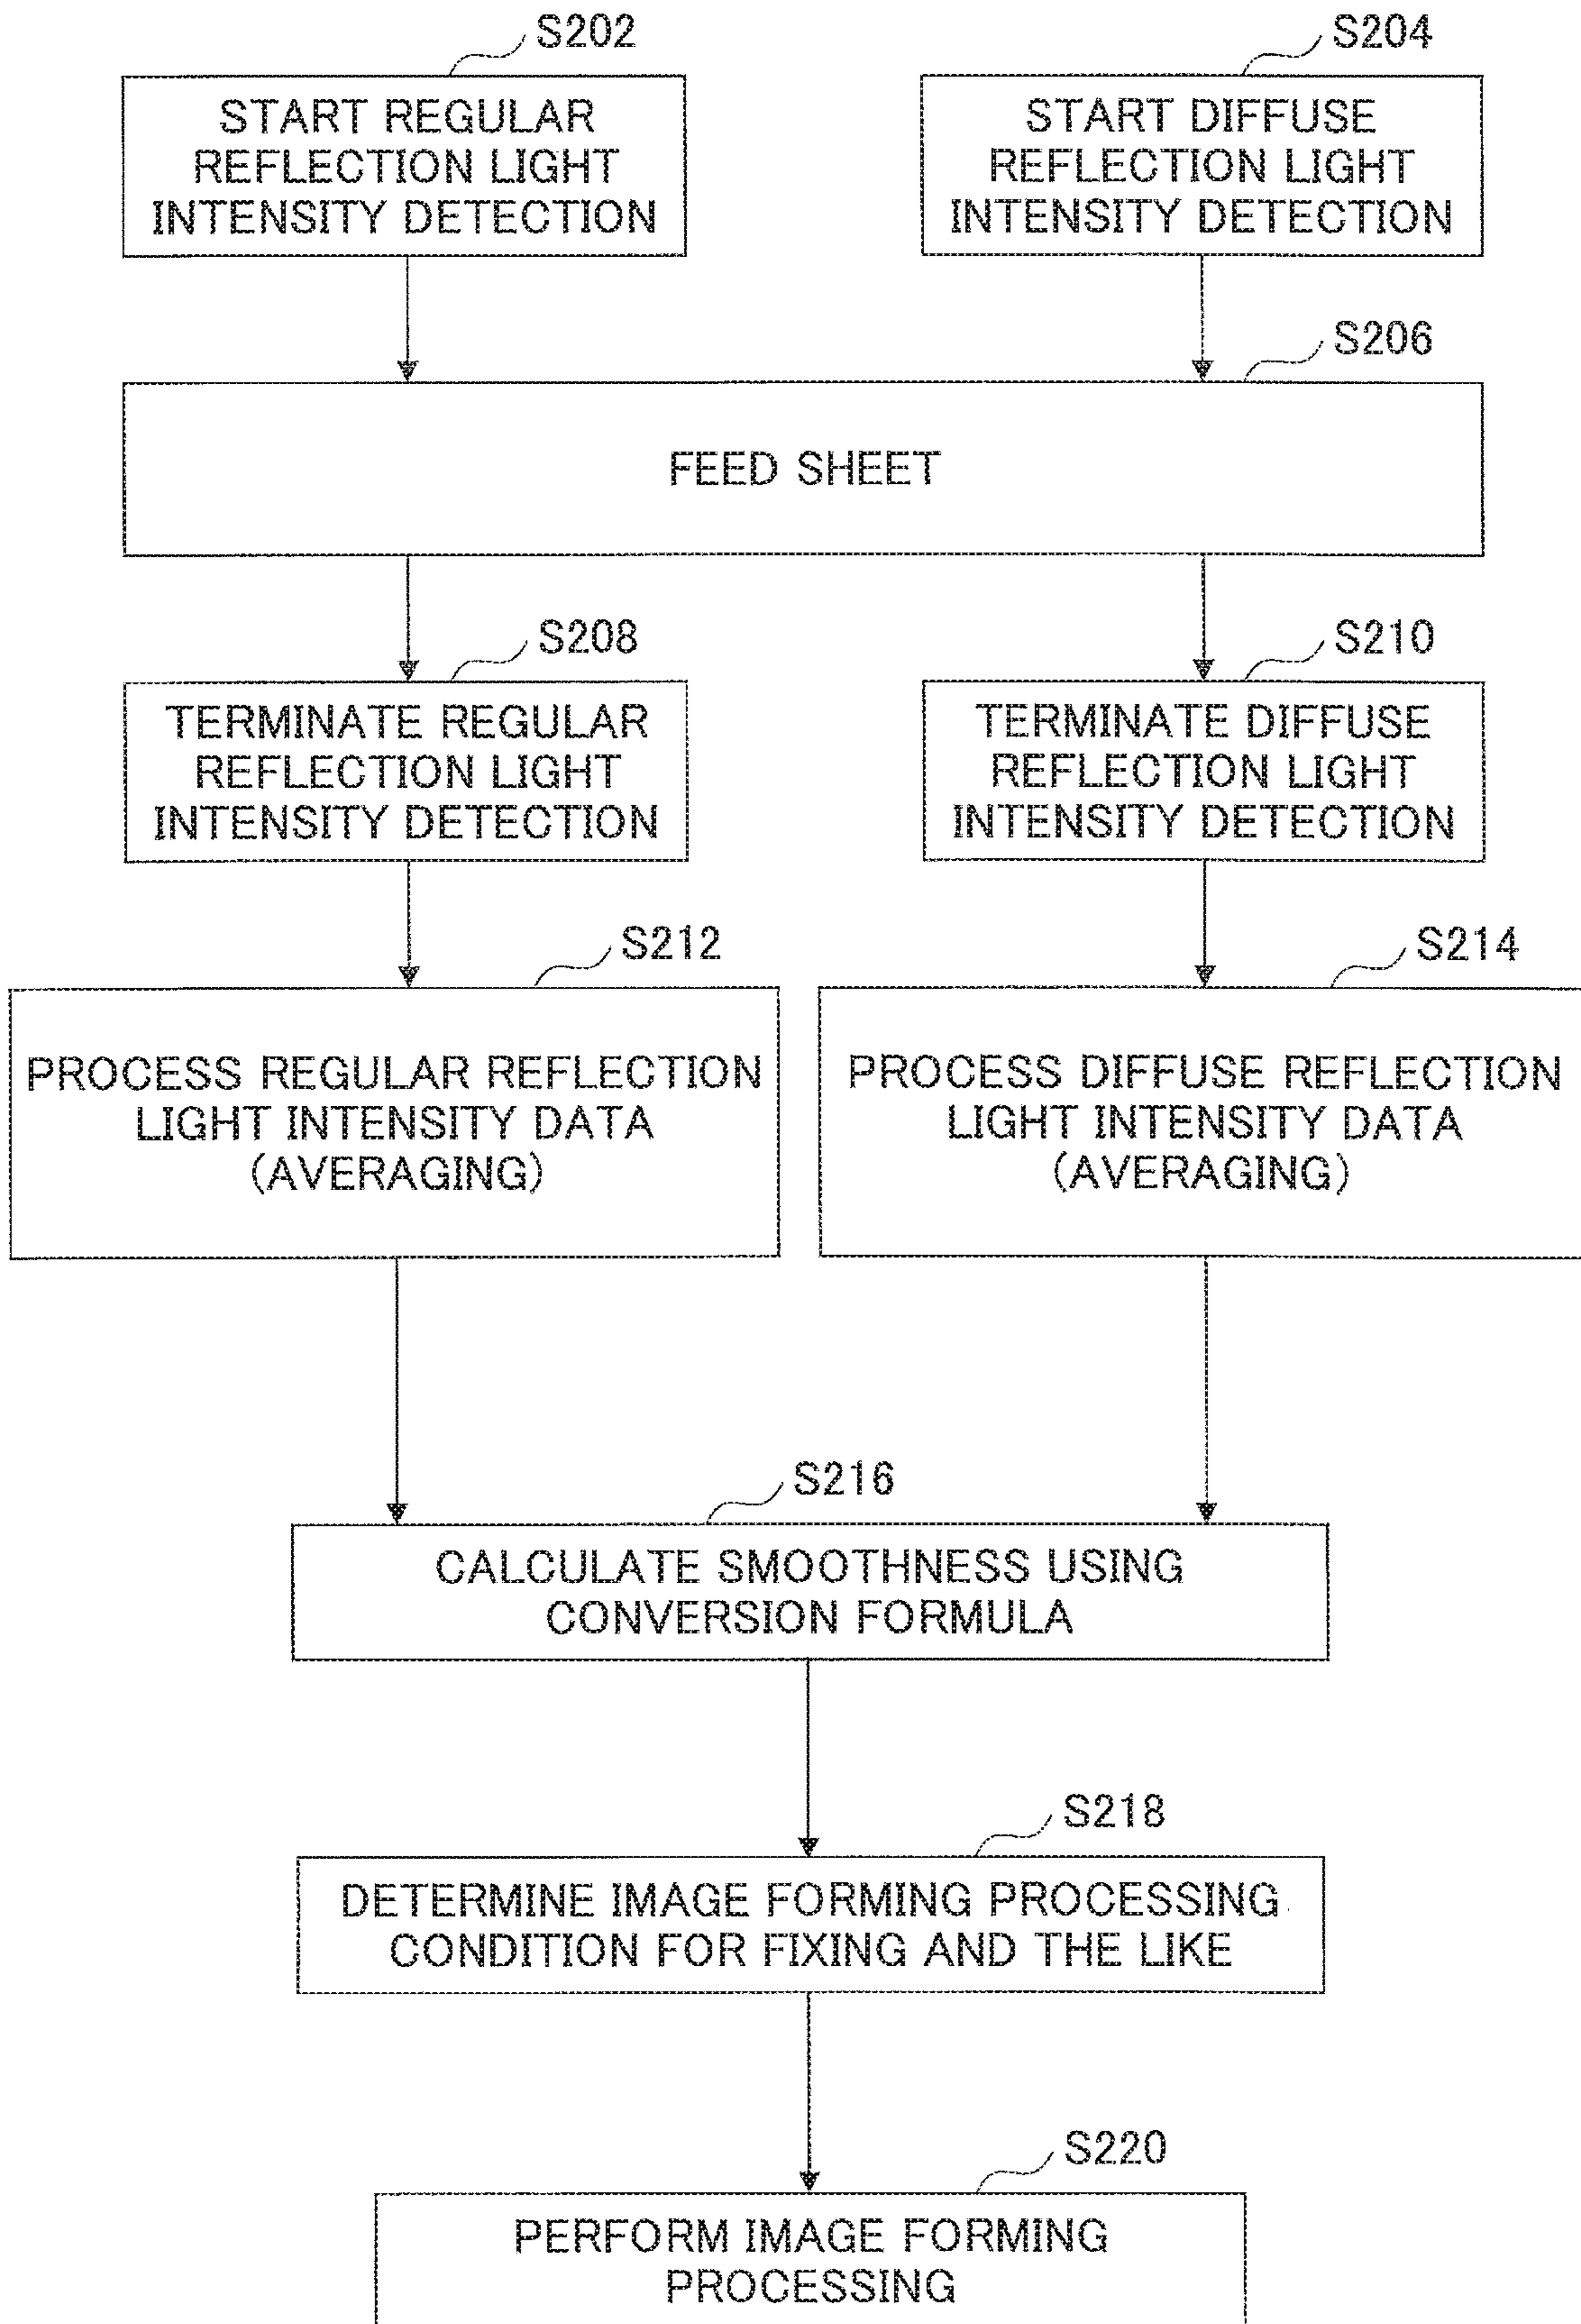 S202
START REGULAR
REFLECTION LIGHT
INTENSITY DETECTION
S204
START DIFFUSE
REFLECTION LIGHT
INTENSITY DETECTION
S206
FEED SHEET
S208
TERMINATE REGULAR
REFLECTION LIGHT
INTENSITY DETECTION
S210
TERMINATE DIFFUSE
REFLECTION LIGHT
INTENSITY DETECTION
S212
PROCESS REGULAR REFLECTION
LIGHT INTENSITY DATA
(AVERAGING)
S214
PROCESS DIFFUSE REFLECTION
LIGHT INTENSITY DATA
(AVERAGING)
S216
CALCULATE SMOOTHNESS USING
CONVERSION FORMULA
S218
DETERMINE IMAGE FORMING PROCESSING
CONDITION FOR FIXING AND THE LIKE
S220
PERFORM IMAGE FORMING
PROCESSING